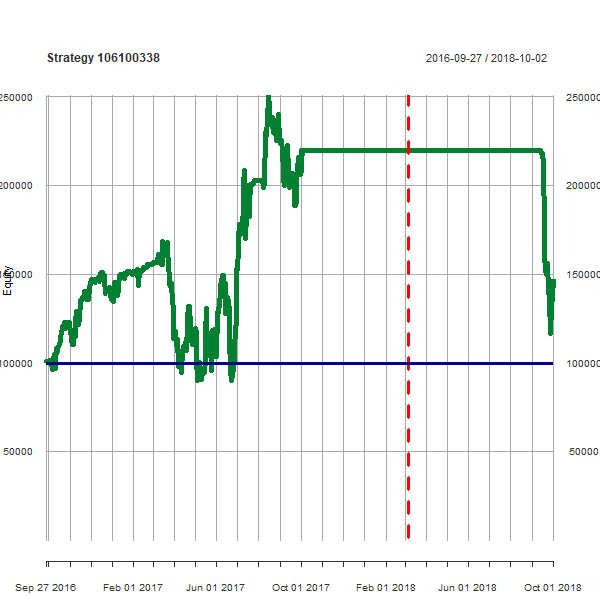 Strategy 106100338
2016-09-27 / 2018-10-02
250000 250000
200000 200000
150000 150000
100000 100000
50000 50000
Equity
Sep 27 2016 Feb 01 2017 Jun 01 2017 Oct 01 2017 Feb 01 2018 Jun 01 2018 Oct 01 2018